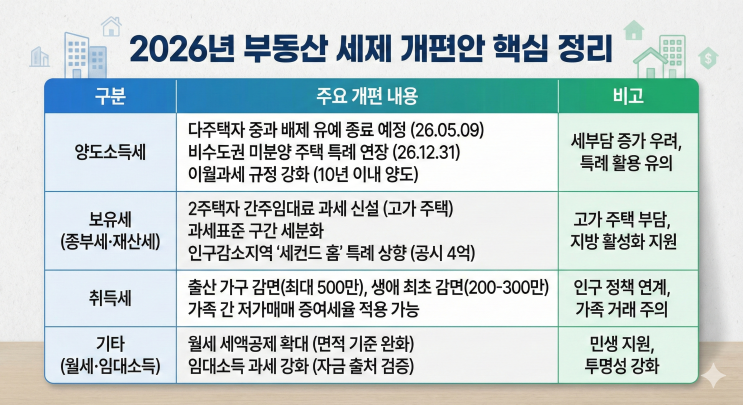 2026년 부동산 세제 개편안 핵심 정리
구분
주요 개편 내용
비고
양도소득세
다주택자 중과 배제 유예 종료 예정 (26.05.09)
비수도권 미분양 주택 특례 연장 (26.12.31)
이월과세 규정 강화 (10년 이내 양도)
세부담 증가 우려,
특례 활용 유의
보유세
(종부세·재산세)
2주택자 간주임대료 과세 신설 (고가 주택)
과세표준 구간 세분화
인구감소지역 ‘세컨드 홈’ 특례 상향 (공시 4억)
고가 주택 부담,
지방 활성화 지원
취득세
출산 가구 감면(최대 500만), 생애 최초 감면(200-300만)
가족 간 저가매매 증여세율 적용 가능
인구 정책 연계,
가족 거래 주의
기타
(월세·임대소득)
월세 세액공제 확대 (면적 기준 완화)
임대소득 과세 강화 (자금 출처 검증)
민생 지원,
투명성 강화